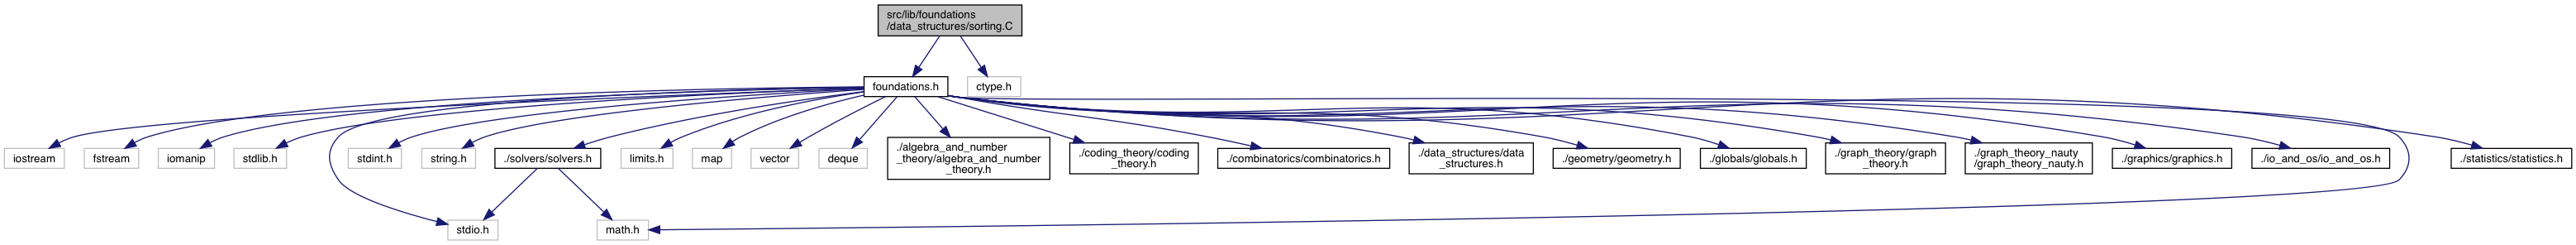 src/lib/foundations
/data_structures/sorting.C
foundations.h
ctype.h
iostream
fstream
iomanip
stdlib.h
stdint.h
string.h
./solvers/solvers.h
limits.h
map
vector
deque
./algebra_and_number
_theory/algebra_and_number
_theory.h
./coding_theory/coding
_theory.h
./combinatorics/combinatorics.h
./data_structures/data
_structures.h
./geometry/geometry.h
./globals/globals.h
./graph_theory/graph
_theory.h
./graph_theory_nauty
/graph_theory_nauty.h
./graphics/graphics.h
./io_and_os/io_and_os.h
./statistics/statistics.h
stdio.h
math.h